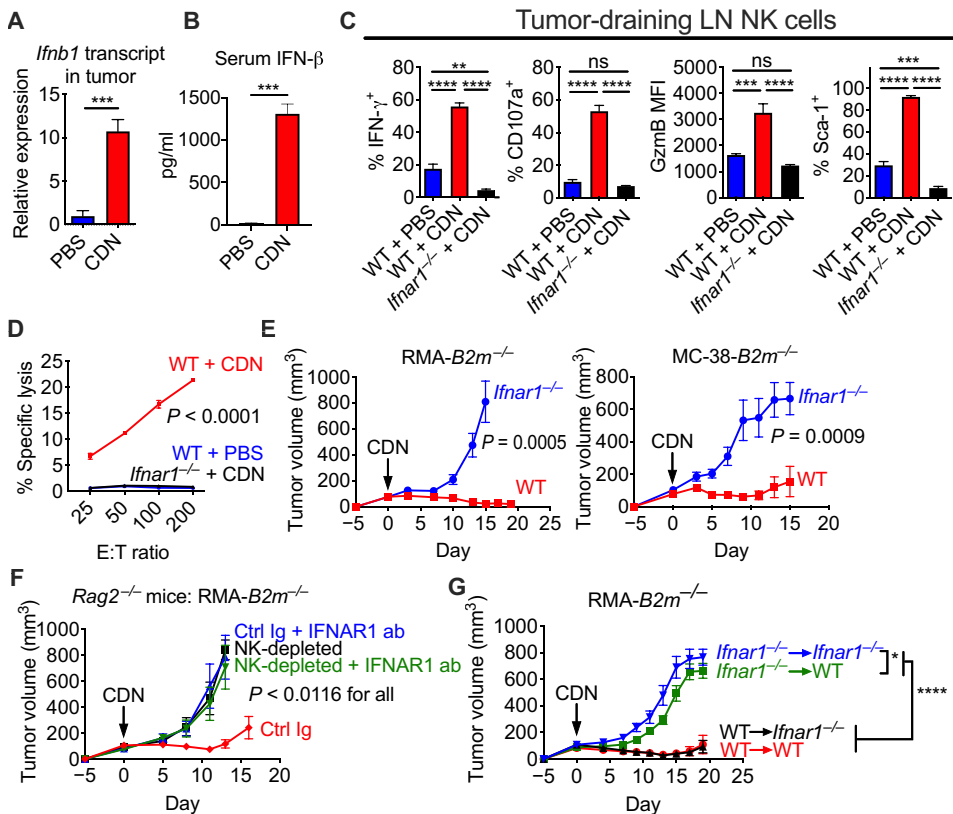 A
Ifnb1 transcript
in tumor
Relative expression
15
10
5
0
***
PBS
CDN
B
Serum IFN-β
pg/ml
1500
1000
500
0
***
PBS
CDN
C
Tumor-draining LN NK cells
% IFN-γ+
80
60
40
20
0
**
**** ****
WT + PBS
WT + CDN
Ifnar1–/– + CDN
% CD107a+
80
60
40
20
0
ns
**** ****
WT + PBS
WT + CDN
Ifnar1–/– + CDN
GzmB MFI
5000
4000
3000
2000
1000
0
ns
*** ****
WT + PBS
WT + CDN
Ifnar1–/– + CDN
% Sca-1+
100
80
60
40
20
0
***
**** ****
WT + PBS
WT + CDN
Ifnar1–/– + CDN
D
% Specific lysis
25
20
15
10
5
0
WT + CDN
P < 0.0001
WT + PBS
Ifnar1–/– + CDN
25
50
100
200
E:T ratio
E
RMA-B2m–/–
Tumor volume (mm3)
1000
800
600
400
200
0
CDN
Ifnar1–/–
P = 0.0005
WT
–5 0 5 10 15 20 25
Day
MC-38-B2m–/–
Tumor volume (mm3)
1000
800
600
400
200
0
CDN
Ifnar1–/–
P = 0.0009
WT
–5 0 5 10 15 20
Day
F
Rag2–/– mice: RMA-B2m–/–
Tumor volume (mm3)
1000
800
600
400
200
0
CDN
Ctrl Ig + IFNAR1 ab
NK-depleted
NK-depleted + IFNAR1 ab
P < 0.0116 for all
Ctrl Ig
–5 0 5 10 15 20
Day
G
RMA-B2m–/–
Tumor volume (mm3)
1000
800
600
400
200
0
CDN
Ifnar1–/–→Ifnar1–/–
Ifnar1–/–→WT
*
****
WT→Ifnar1–/–
WT→WT
–5 0 5 10 15 20 25
Day